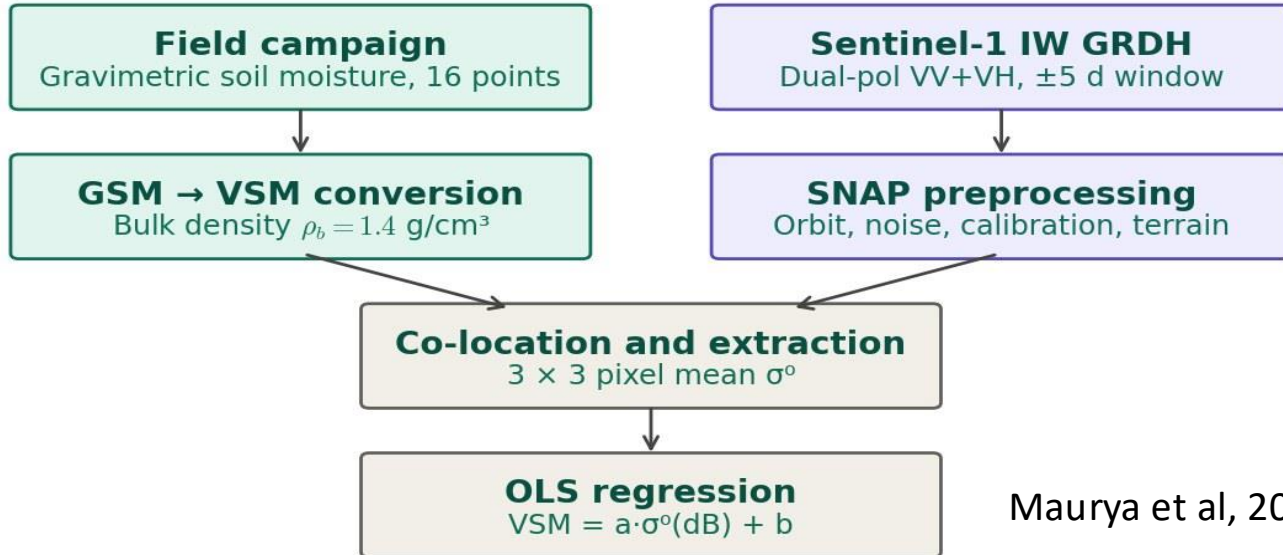 Field campaign
Gravimetric soil moisture, 16 points
Sentinel-1 IW GRDH
Dual-pol VV+VH, ±5 d window
GSM → VSM conversion
Bulk density ρb = 1.4 g/cm³
SNAP preprocessing
Orbit, noise, calibration, terrain
Co-location and extraction
3 × 3 pixel mean σ⁰
OLS regression
VSM = a·σ⁰(dB) + b
Maurya et al, 20